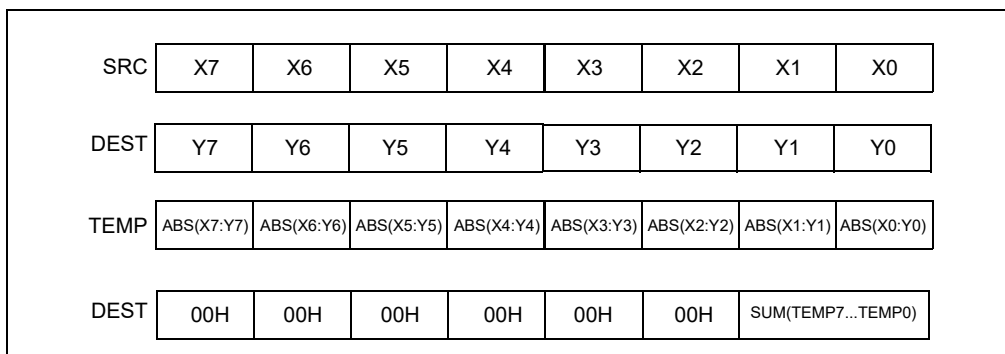 SRC X7 X6 X5 X4 X3 X2 X1 X0
DEST Y7 Y6 Y5 Y4 Y3 Y2 Y1 Y0
TEMP ABS(X7:Y7) ABS(X6:Y6) ABS(X5:Y5) ABS(X4:Y4) ABS(X3:Y3) ABS(X2:Y2) ABS(X1:Y1) ABS(X0:Y0)
DEST 00H 00H 00H 00H 00H 00H SUM(TEMP7...TEMP0)